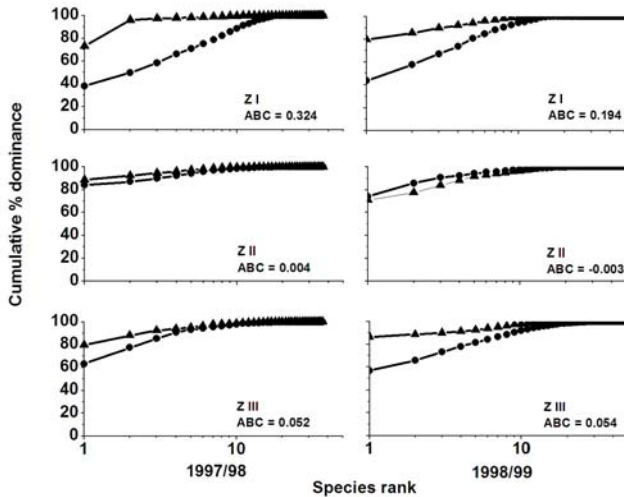 Cumulative % dominance
100
80
60
40
20
0
Z I
ABC = 0.324
Z I
ABC = 0.194
100
80
60
40
20
0
Z II
ABC = 0.004
Z II
ABC = -0.003
100
80
60
40
20
0
Z III
ABC = 0.052
Z III
ABC = 0.054
1
10
1
10
1997/98
1998/99
Species rank